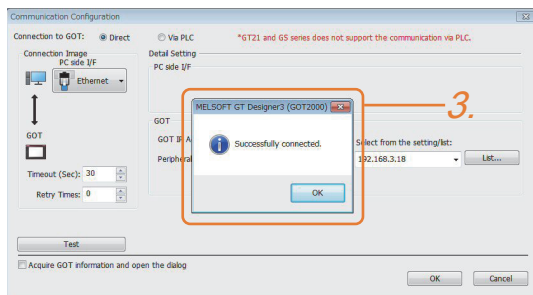 Communication Configuration
Connection to GOT: Direct Via PLC *GT21 and GS series does not support the communication via PLC.
Connection Image
PC side I/F
Ethernet
GOT
Timeout (Sec): 30
Retry Times: 0
Test
Detail Setting
PC side I/F
GOT
GOT IP A
Peripheral
Select from the setting/list:
192.168.3.18 List...
MELSOFT GT Designer3 (GOT2000)
Successfully connected.
OK
3.
Acquire GOT information and open the dialog
OK Cancel